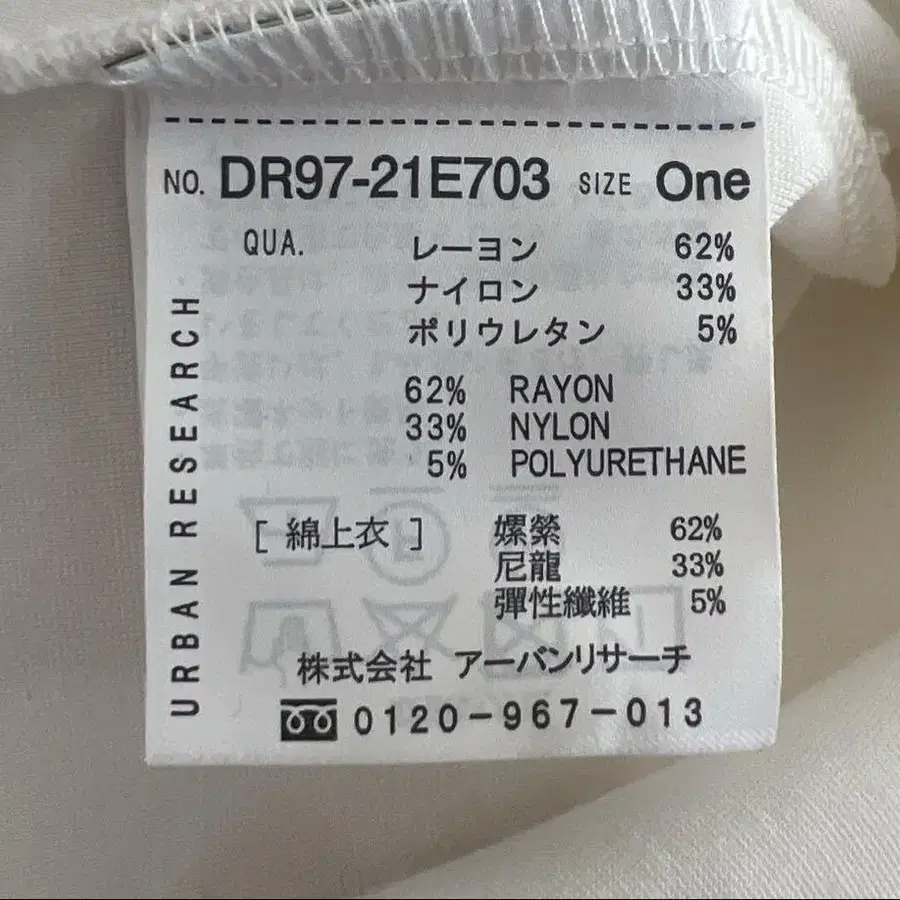 NO. DR97-21E703 SIZE One
QUA. レーヨン 62%
ナイロン 33%
ポリウレタン 5%
62% RAYON
33% NYLON
5% POLYURETHANE
[ 綿上衣 ] 嫘縈 62%
尼龍 33%
彈性纖維 5%
株式会社 アーバンリサーチ
0120-967-013
URBAN RESEARCH